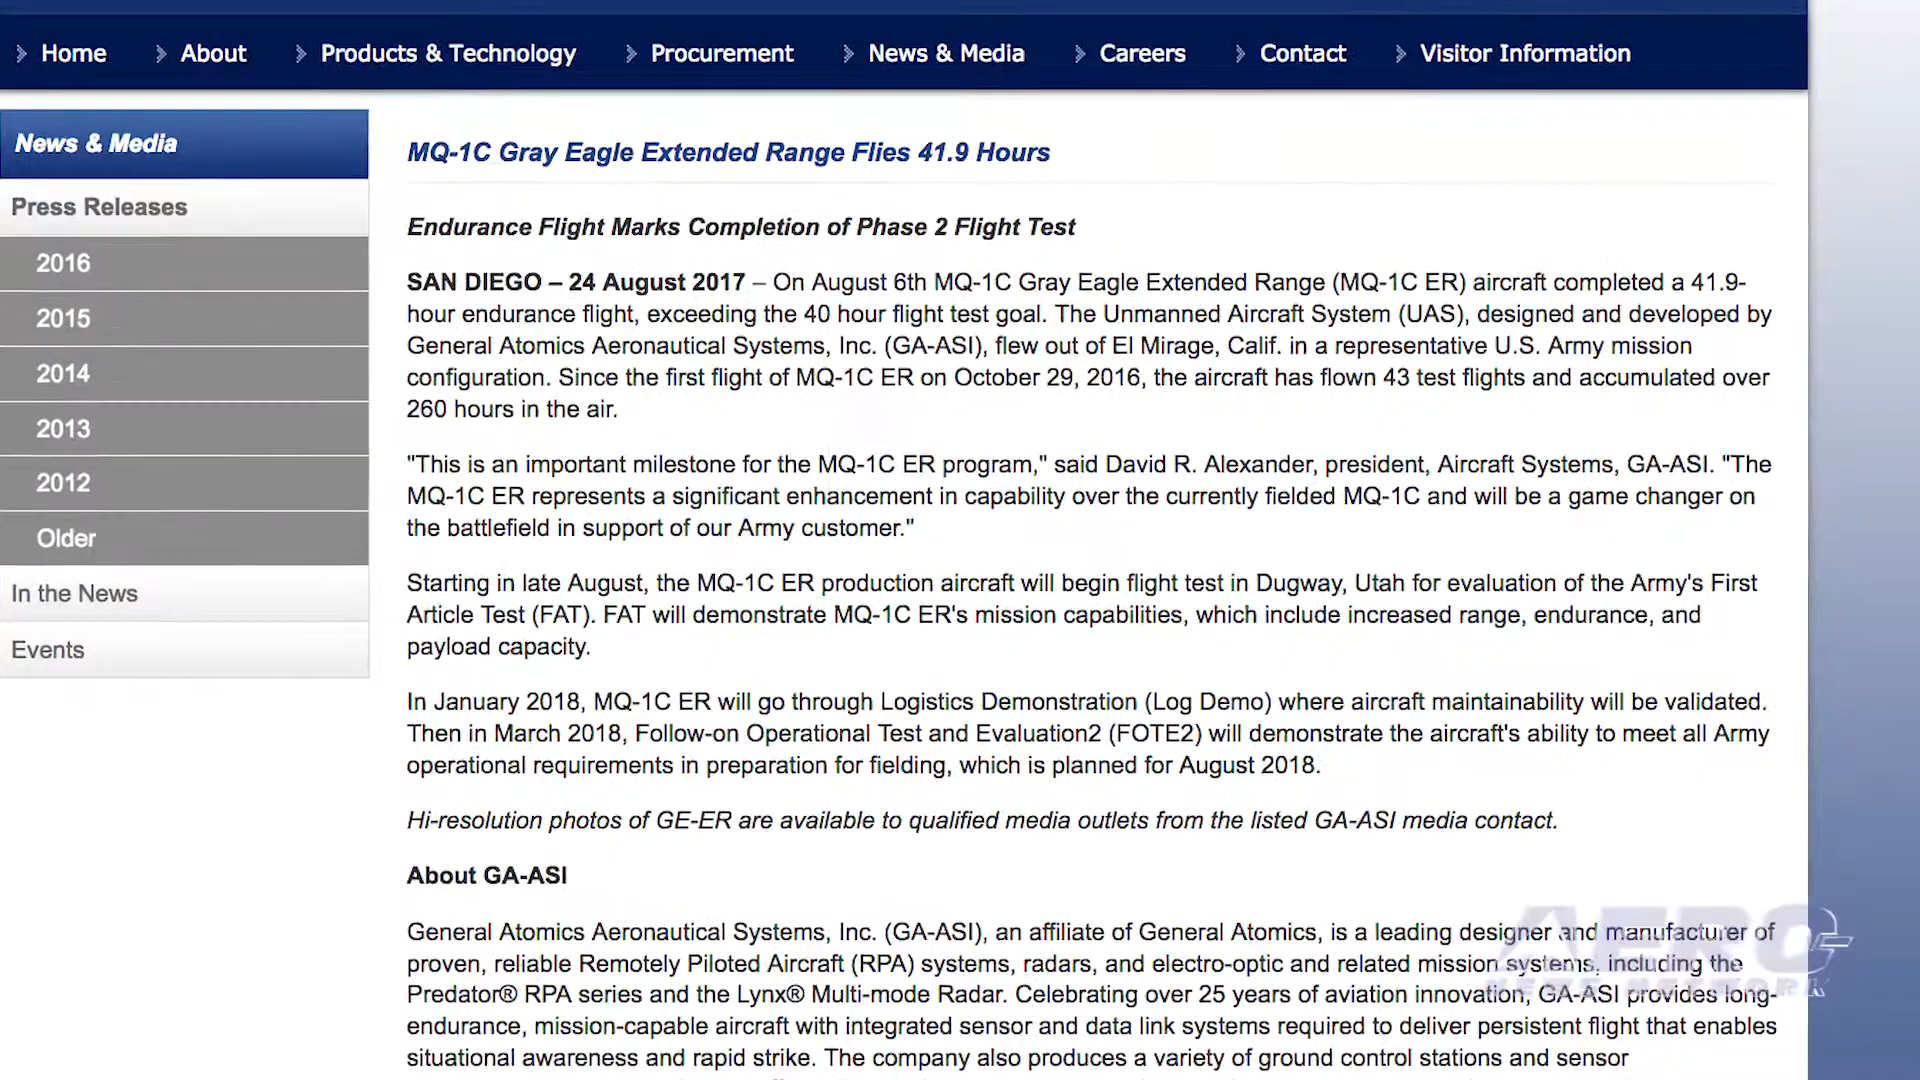 Home About Products & Technology Procurement News & Media Careers Contact Visitor Information
News & Media
Press Releases
2016
2015
2014
2013
2012
Older
In the News
Events
MQ-1C Gray Eagle Extended Range Flies 41.9 Hours
Endurance Flight Marks Completion of Phase 2 Flight Test
SAN DIEGO – 24 August 2017 – On August 6th MQ-1C Gray Eagle Extended Range (MQ-1C ER) aircraft completed a 41.9-
hour endurance flight, exceeding the 40 hour flight test goal. The Unmanned Aircraft System (UAS), designed and developed by
General Atomics Aeronautical Systems, Inc. (GA-ASI), flew out of El Mirage, Calif. in a representative U.S. Army mission
configuration. Since the first flight of MQ-1C ER on October 29, 2016, the aircraft has flown 43 test flights and accumulated over
260 hours in the air.
"This is an important milestone for the MQ-1C ER program," said David R. Alexander, president, Aircraft Systems, GA-ASI. "The
MQ-1C ER represents a significant enhancement in capability over the currently fielded MQ-1C and will be a game changer on
the battlefield in support of our Army customer."
Starting in late August, the MQ-1C ER production aircraft will begin flight test in Dugway, Utah for evaluation of the Army's First
Article Test (FAT). FAT will demonstrate MQ-1C ER's mission capabilities, which include increased range, endurance, and
payload capacity.
In January 2018, MQ-1C ER will go through Logistics Demonstration (Log Demo) where aircraft maintainability will be validated.
Then in March 2018, Follow-on Operational Test and Evaluation2 (FOTE2) will demonstrate the aircraft's ability to meet all Army
operational requirements in preparation for fielding, which is planned for August 2018.
Hi-resolution photos of GE-ER are available to qualified media outlets from the listed GA-ASI media contact.
About GA-ASI
General Atomics Aeronautical Systems, Inc. (GA-ASI), an affiliate of General Atomics, is a leading designer and manufacturer of
proven, reliable Remotely Piloted Aircraft (RPA) systems, radars, and electro-optic and related mission systems, including the
Predator® RPA series and the Lynx® Multi-mode Radar. Celebrating over 25 years of aviation innovation, GA-ASI provides long-
endurance, mission-capable aircraft with integrated sensor and data link systems required to deliver persistent flight that enables
situational awareness and rapid strike. The company also produces a variety of ground control stations and sensor
AERO
NEWS NETWORK